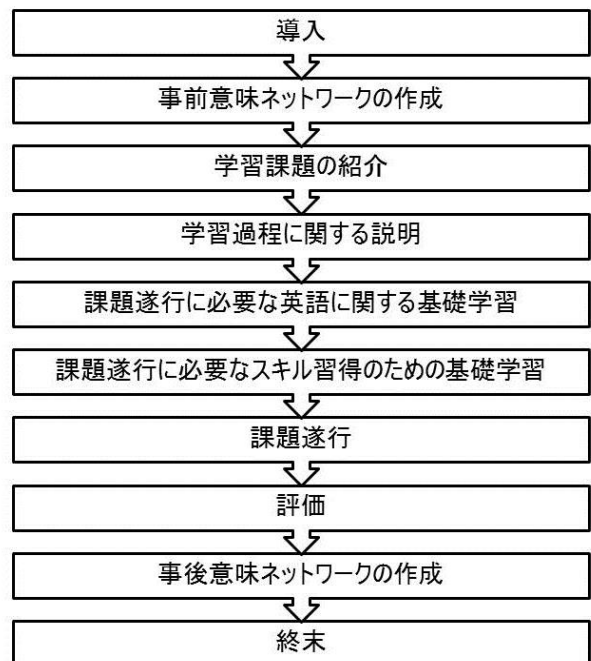 導入
事前意味ネットワークの作成
学習課題の紹介
学習過程に関する説明
課題遂行に必要な英語に関する基礎学習
課題遂行に必要なスキル習得のための基礎学習
課題遂行
評価
事後意味ネットワークの作成
終末